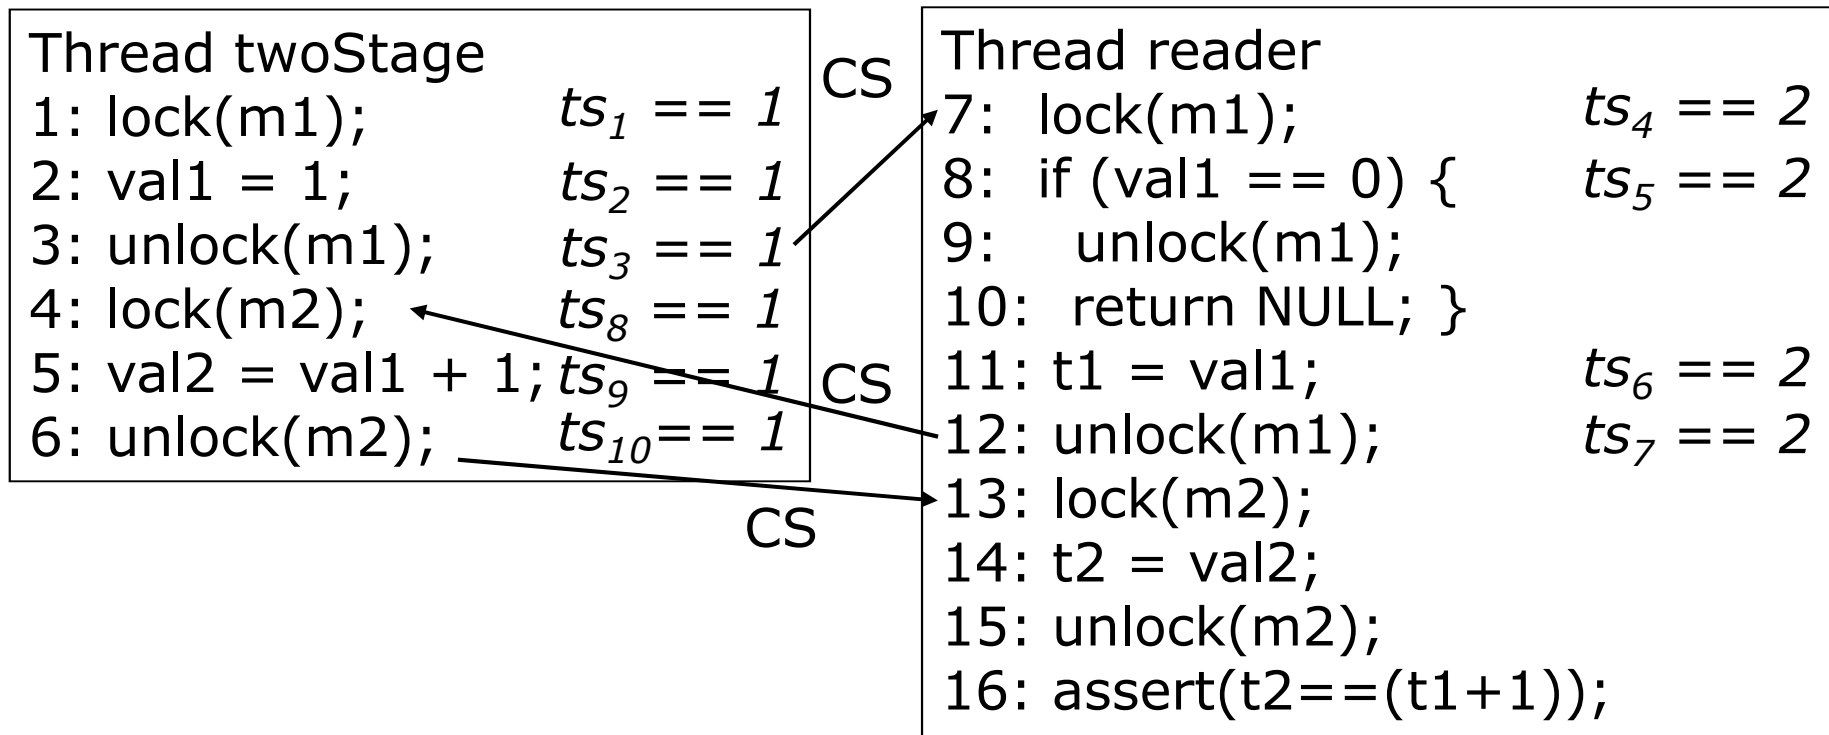 Thread twoStage
1: lock(m1); ts₁ == 1
2: val1 = 1; ts₂ == 1
3: unlock(m1); ts₃ == 1
4: lock(m2); ts₈ == 1
5: val2 = val1 + 1; ts₉ == 1
6: unlock(m2); ts₁₀== 1
CS
CS
CS
Thread reader
7: lock(m1); ts₄ == 2
8: if (val1 == 0) { ts₅ == 2
9: unlock(m1);
10: return NULL; }
11: t1 = val1; ts₆ == 2
12: unlock(m1); ts₇ == 2
13: lock(m2);
14: t2 = val2;
15: unlock(m2);
16: assert(t2==(t1+1));